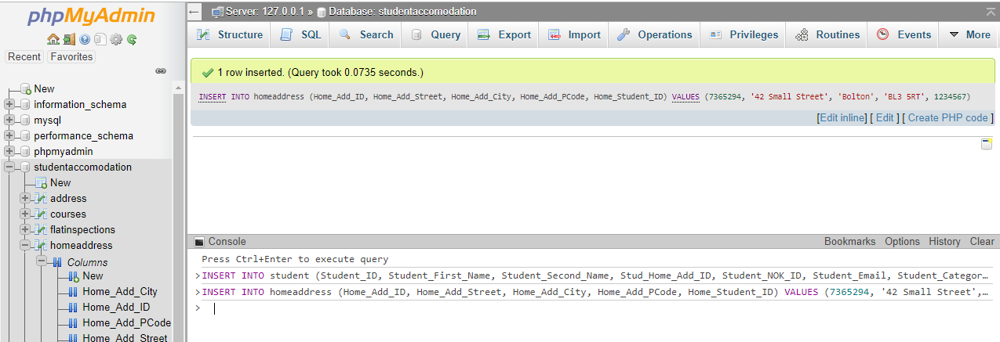 phpMyAdmin
Recent Favorites
New
information_schema
mysql
performance_schema
phpmyadmin
studentaccomodation
New
address
courses
flatinspections
homeaddress
Columns
New
Home_Add_City
Home_Add_ID
Home_Add_PCode
Home_Add_Street
Server: 127.0.0.1 » Database: studentaccomodation
Structure SQL Search Query Export Import Operations Privileges Routines Events More
1 row inserted. (Query took 0.0735 seconds.)
INSERT INTO homeaddress (Home_Add_ID, Home_Add_Street, Home_Add_City, Home_Add_PCode, Home_Student_ID) VALUES (7365294, '42 Small Street', 'Bolton', 'BL3 5RT', 1234567)
[Edit inline] [ Edit ] [ Create PHP code ]
Console Bookmarks Options History Clear
Press Ctrl+Enter to execute query
>INSERT INTO student (Student_ID, Student_First_Name, Student_Second_Name, Stud_Home_Add_ID, Student_NOK_ID, Student_Email, Student_Categor...
>INSERT INTO homeaddress (Home_Add_ID, Home_Add_Street, Home_Add_City, Home_Add_PCode, Home_Student_ID) VALUES (7365294, '42 Small Street',...
>